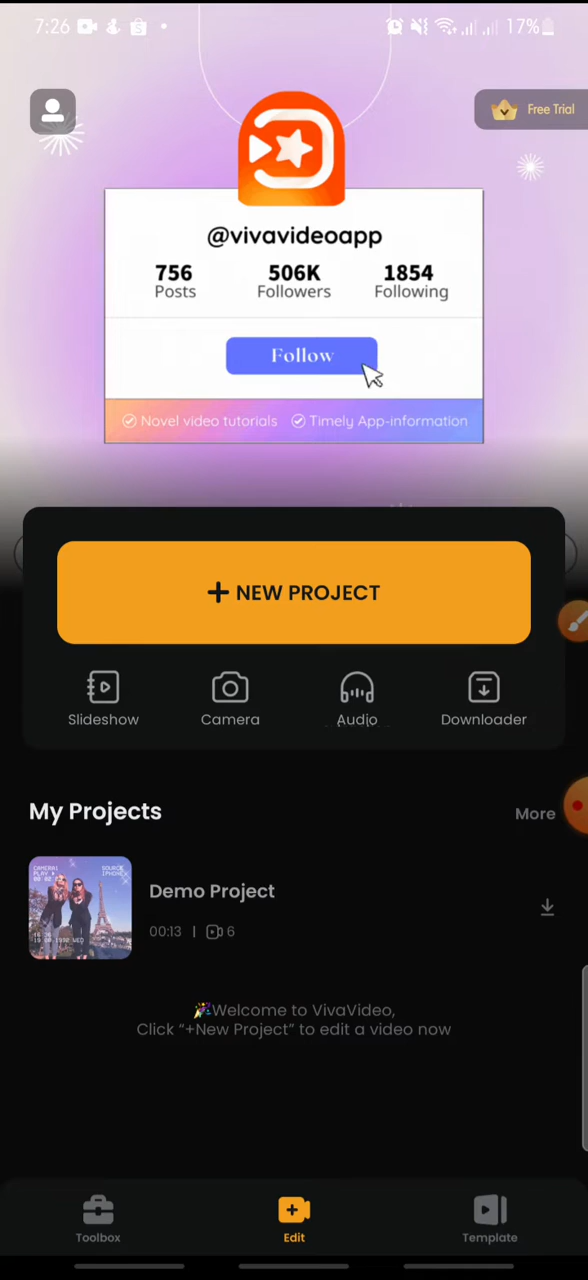 7:26
17%
Free Trial
@vivavideoapp
756 506K 1854
Posts Followers Following
Follow
Novel video tutorials Timely App-information
+ NEW PROJECT
Slideshow Camera Audio Downloader
My Projects
More
Demo Project
00:13 | 6
🎉Welcome to VivaVideo,
Click “+New Project” to edit a video now
Toolbox Edit Template